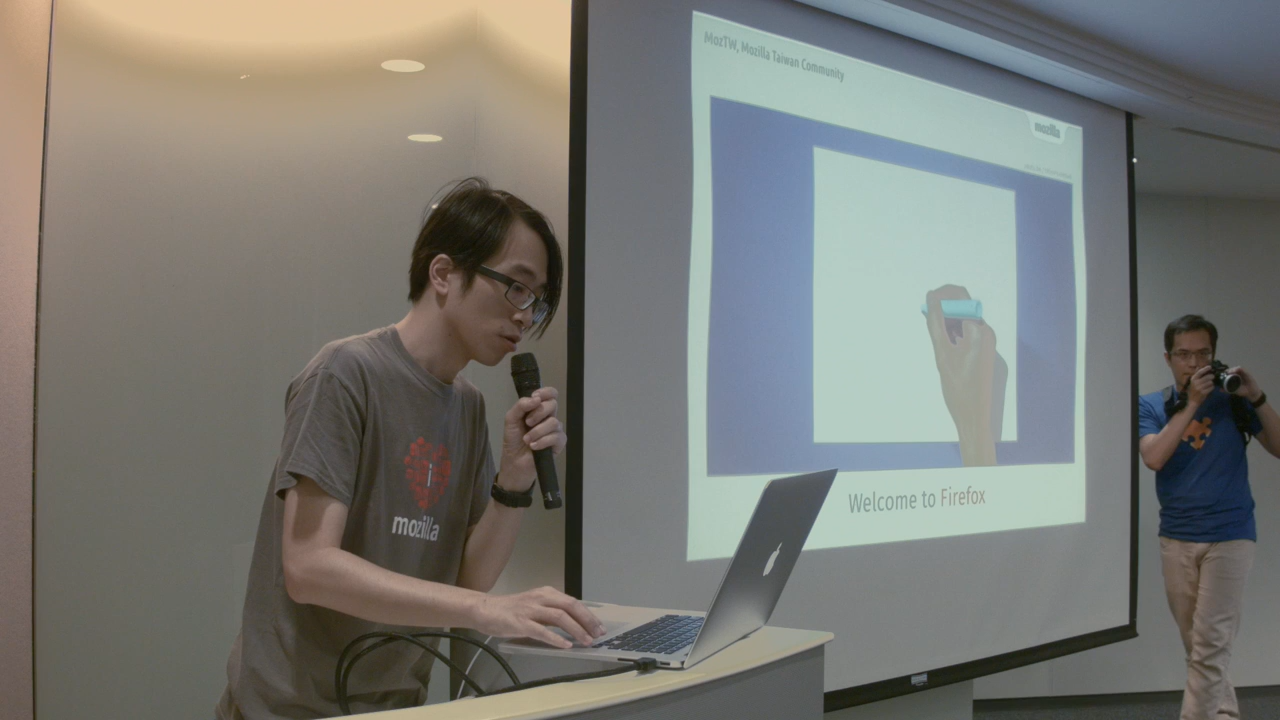 MozTW, Mozilla Taiwan Community
mozilla
Welcome to Firefox
i
mozilla